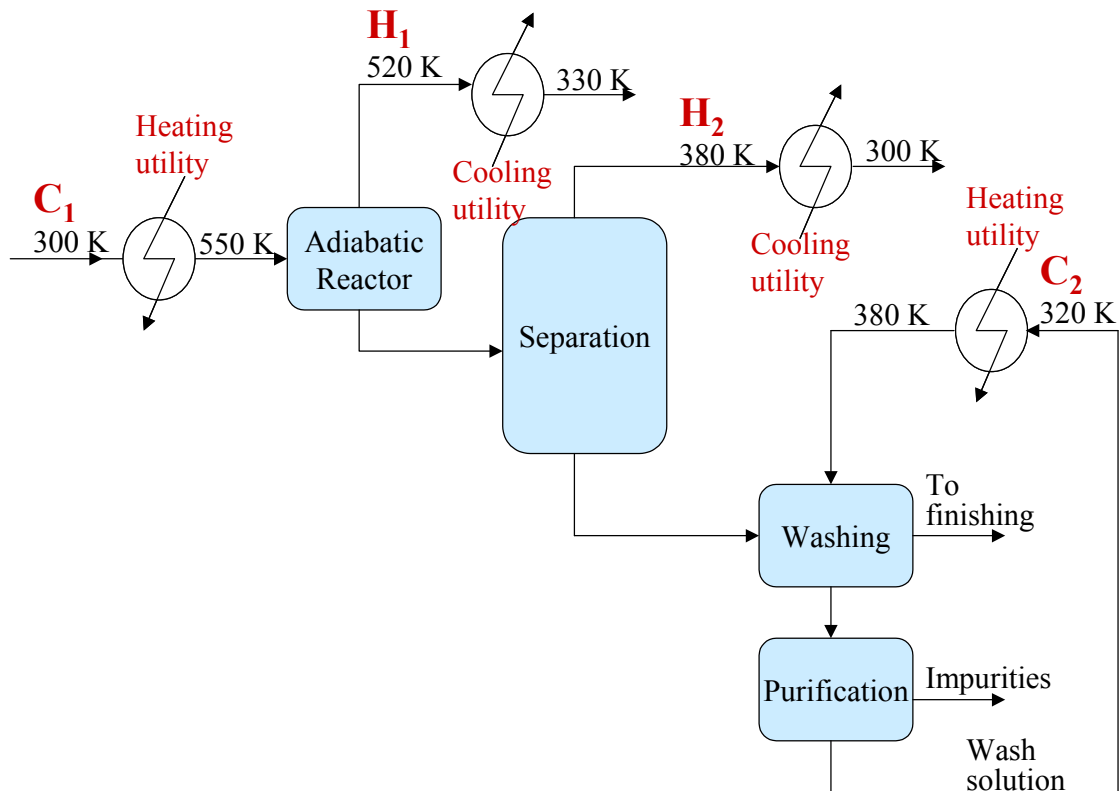 H1
520 K
330 K
Heating
utility
H2
380 K
300 K
Cooling
utility
C1
300 K
550 K
Adiabatic
Reactor
Heating
utility
Cooling
utility
C2
380 K
320 K
Separation
To
finishing
Washing
Purification
Impurities
Wash
solution